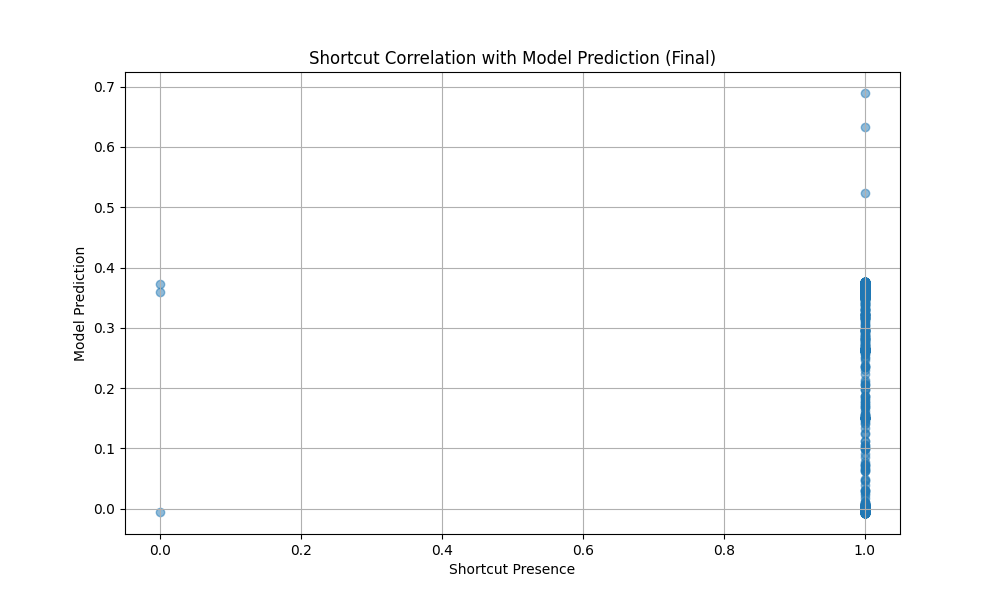 Shortcut Correlation with Model Prediction (Final)
Model Prediction
0.7
0.6
0.5
0.4
0.3
0.2
0.1
0.0
0.0 0.2 0.4 0.6 0.8 1.0
Shortcut Presence